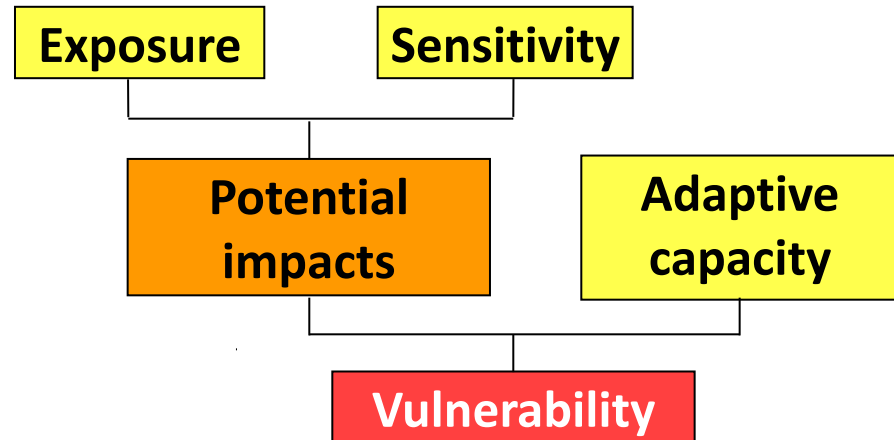 Exposure
Sensitivity
Potential
impacts
Adaptive
capacity
Vulnerability